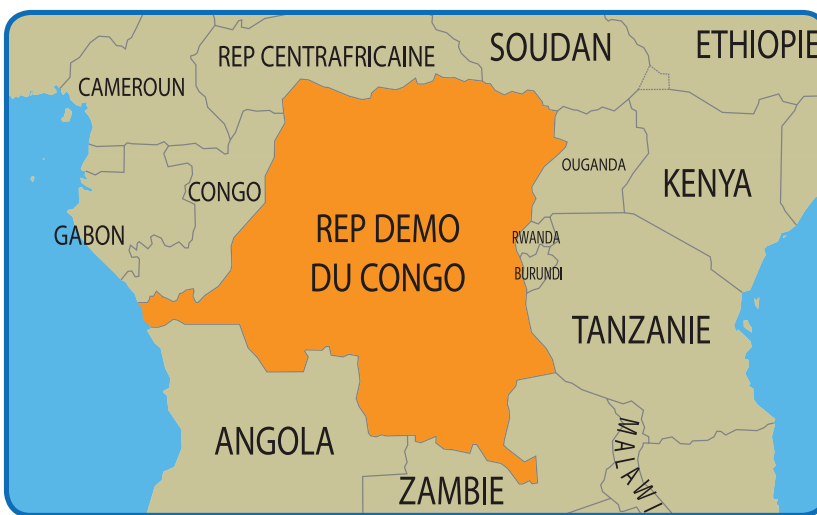 SOUDAN
ETHIOPIE
REP CENTRAFRICAINE
CAMEROUN
OUGANDA
KENYA
CONGO
REP DEMO
DU CONGO
GABON
RWANDA
BURUNDI
TANZANIE
ANGOLA
ZAMBIE
MALAWI